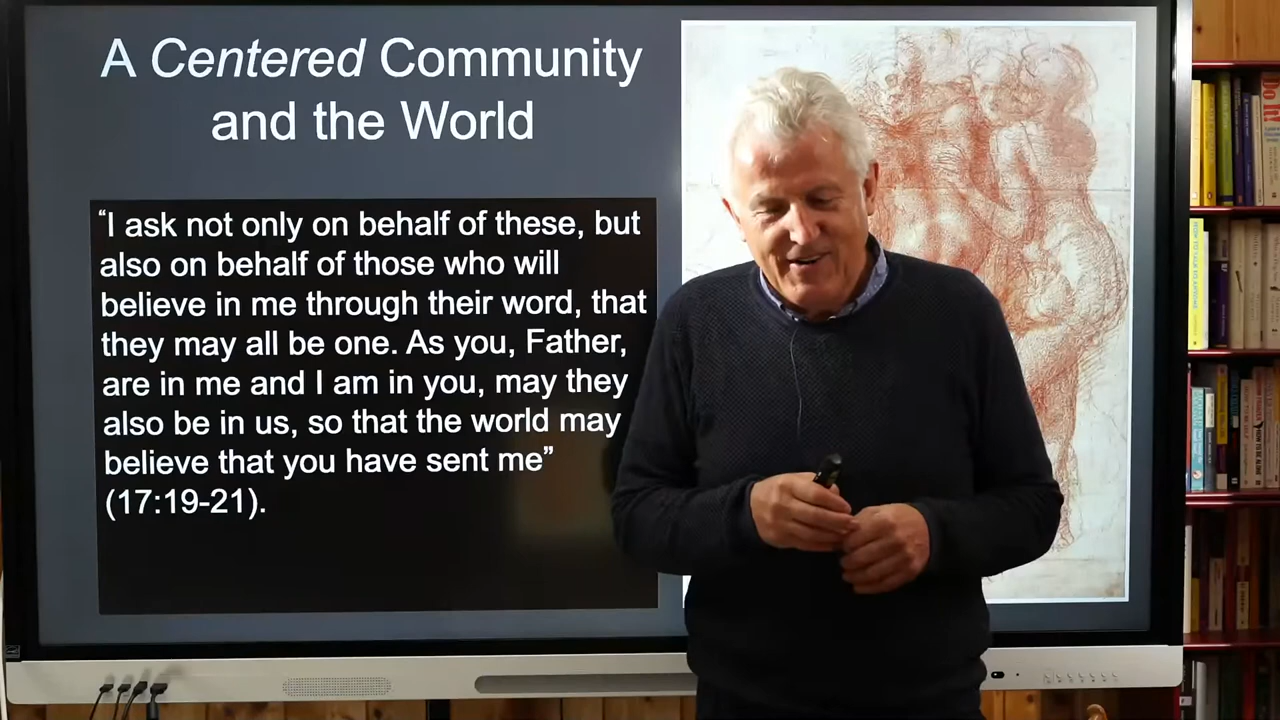 A Centered Community
and the World
“I ask not only on behalf of these, but
also on behalf of those who will
believe in me through their word, that
they may all be one. As you, Father,
are in me and I am in you, may they
also be in us, so that the world may
believe that you have sent me”
(17:19-21).
Do It!